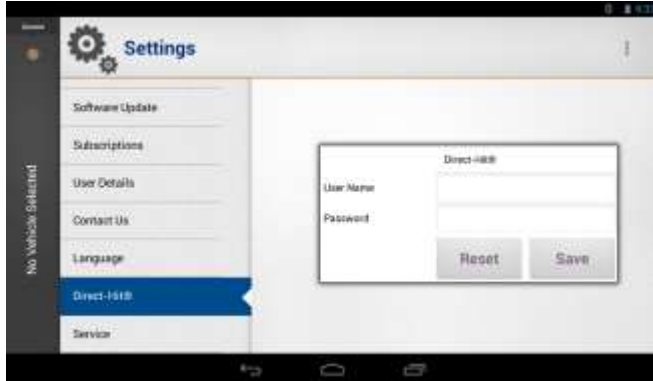 Settings
No Vehicle Selected
Software Update
Subscriptions
User Details
Contact Us
Language
Direct-Hit®
Service
Direct-Hit®
User Name
Password
Reset
Save